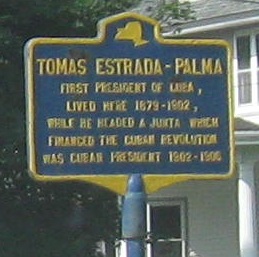 TOMAS ESTRADA-PALMA
FIRST PRESIDENT OF CUBA,
LIVED HERE 1879-1902,
WHILE HE HEADED A JUNTA WHICH
FINANCED THE CUBAN REVOLUTION
WAS CUBAN PRESIDENT 1902-1906